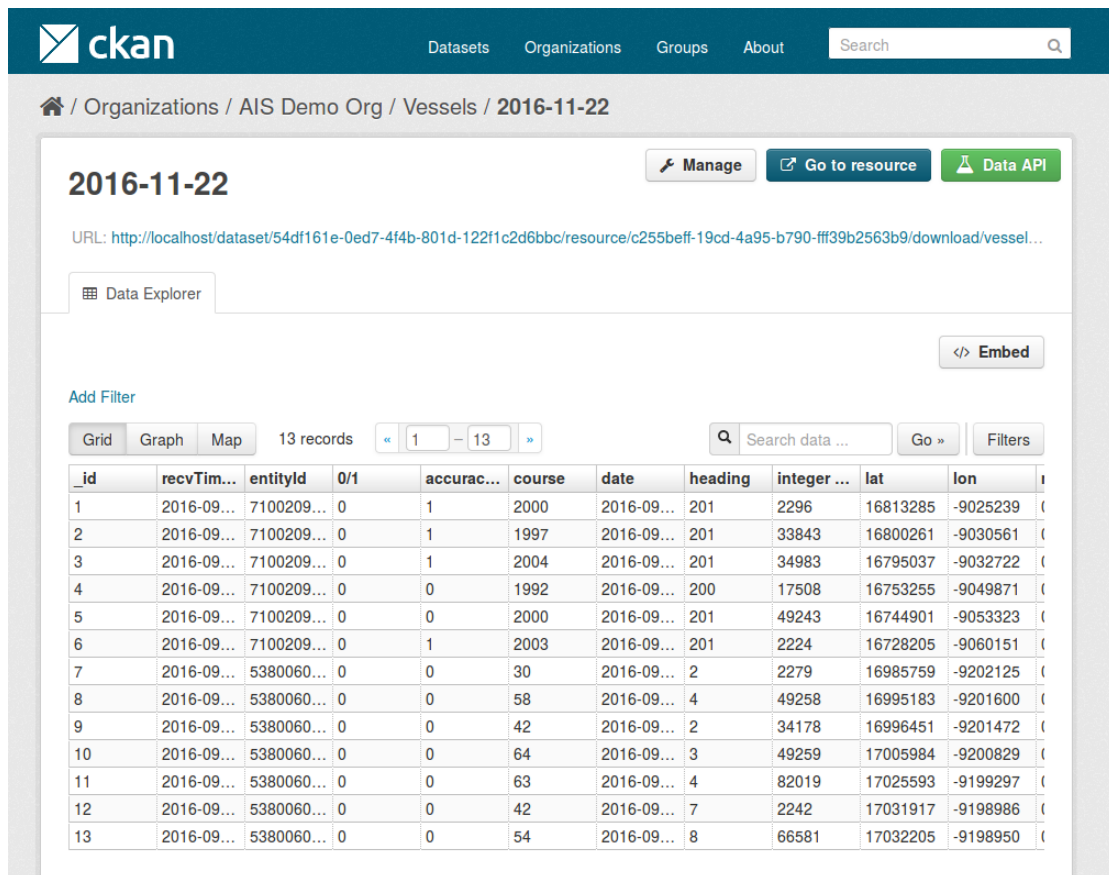 ckan Datasets Organizations Groups About Search
/ Organizations / AIS Demo Org / Vessels / 2016-11-22
Manage Go to resource Data API
2016-11-22
URL: http://localhost/dataset/54df161e-0ed7-4f4b-801d-122f1c2d6bbc/resource/c255beff-19cd-4a95-b790-fff39b2563b9/download/vessel...
Data Explorer
</> Embed
Add Filter
Grid Graph Map 13 records « 1 – 13 » Search data ... Go » Filters
_id recvTim... entityId 0/1 accurac... course date heading integer ... lat lon
1 2016-09... 7100209... 0 1 2000 2016-09... 201 2296 16813285 -9025239
2 2016-09... 7100209... 0 1 1997 2016-09... 201 33843 16800261 -9030561
3 2016-09... 7100209... 0 1 2004 2016-09... 201 34983 16795037 -9032722
4 2016-09... 7100209... 0 0 1992 2016-09... 200 17508 16753255 -9049871
5 2016-09... 7100209... 0 0 2000 2016-09... 201 49243 16744901 -9053323
6 2016-09... 7100209... 0 1 2003 2016-09... 201 2224 16728205 -9060151
7 2016-09... 5380060... 0 0 30 2016-09... 2 2279 16985759 -9202125
8 2016-09... 5380060... 0 0 58 2016-09... 4 49258 16995183 -9201600
9 2016-09... 5380060... 0 0 42 2016-09... 2 34178 16996451 -9201472
10 2016-09... 5380060... 0 0 64 2016-09... 3 49259 17005984 -9200829
11 2016-09... 5380060... 0 0 63 2016-09... 4 82019 17025593 -9199297
12 2016-09... 5380060... 0 0 42 2016-09... 7 2242 17031917 -9198986
13 2016-09... 5380060... 0 0 54 2016-09... 8 66581 17032205 -9198950